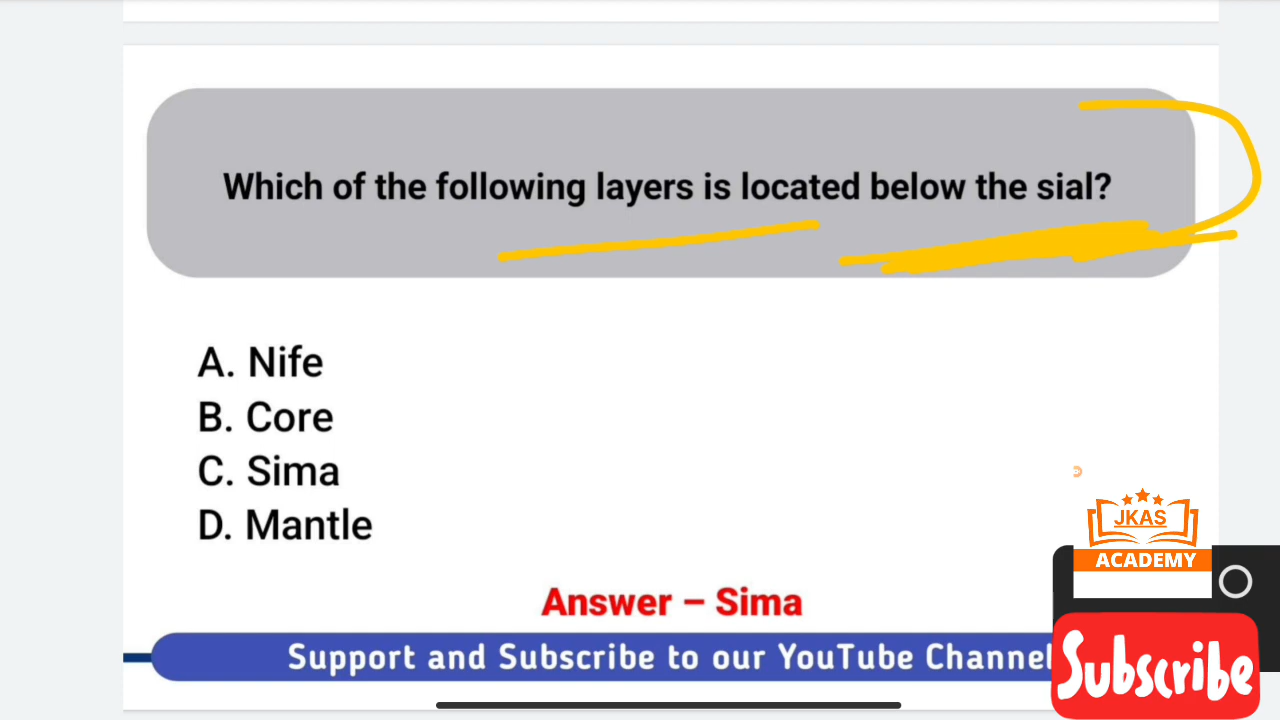 Which of the following layers is located below the sial?
A. Nife
B. Core
C. Sima
D. Mantle
JKAS
ACADEMY
Answer – Sima
Support and Subscribe to our YouTube Channel
Subscribe